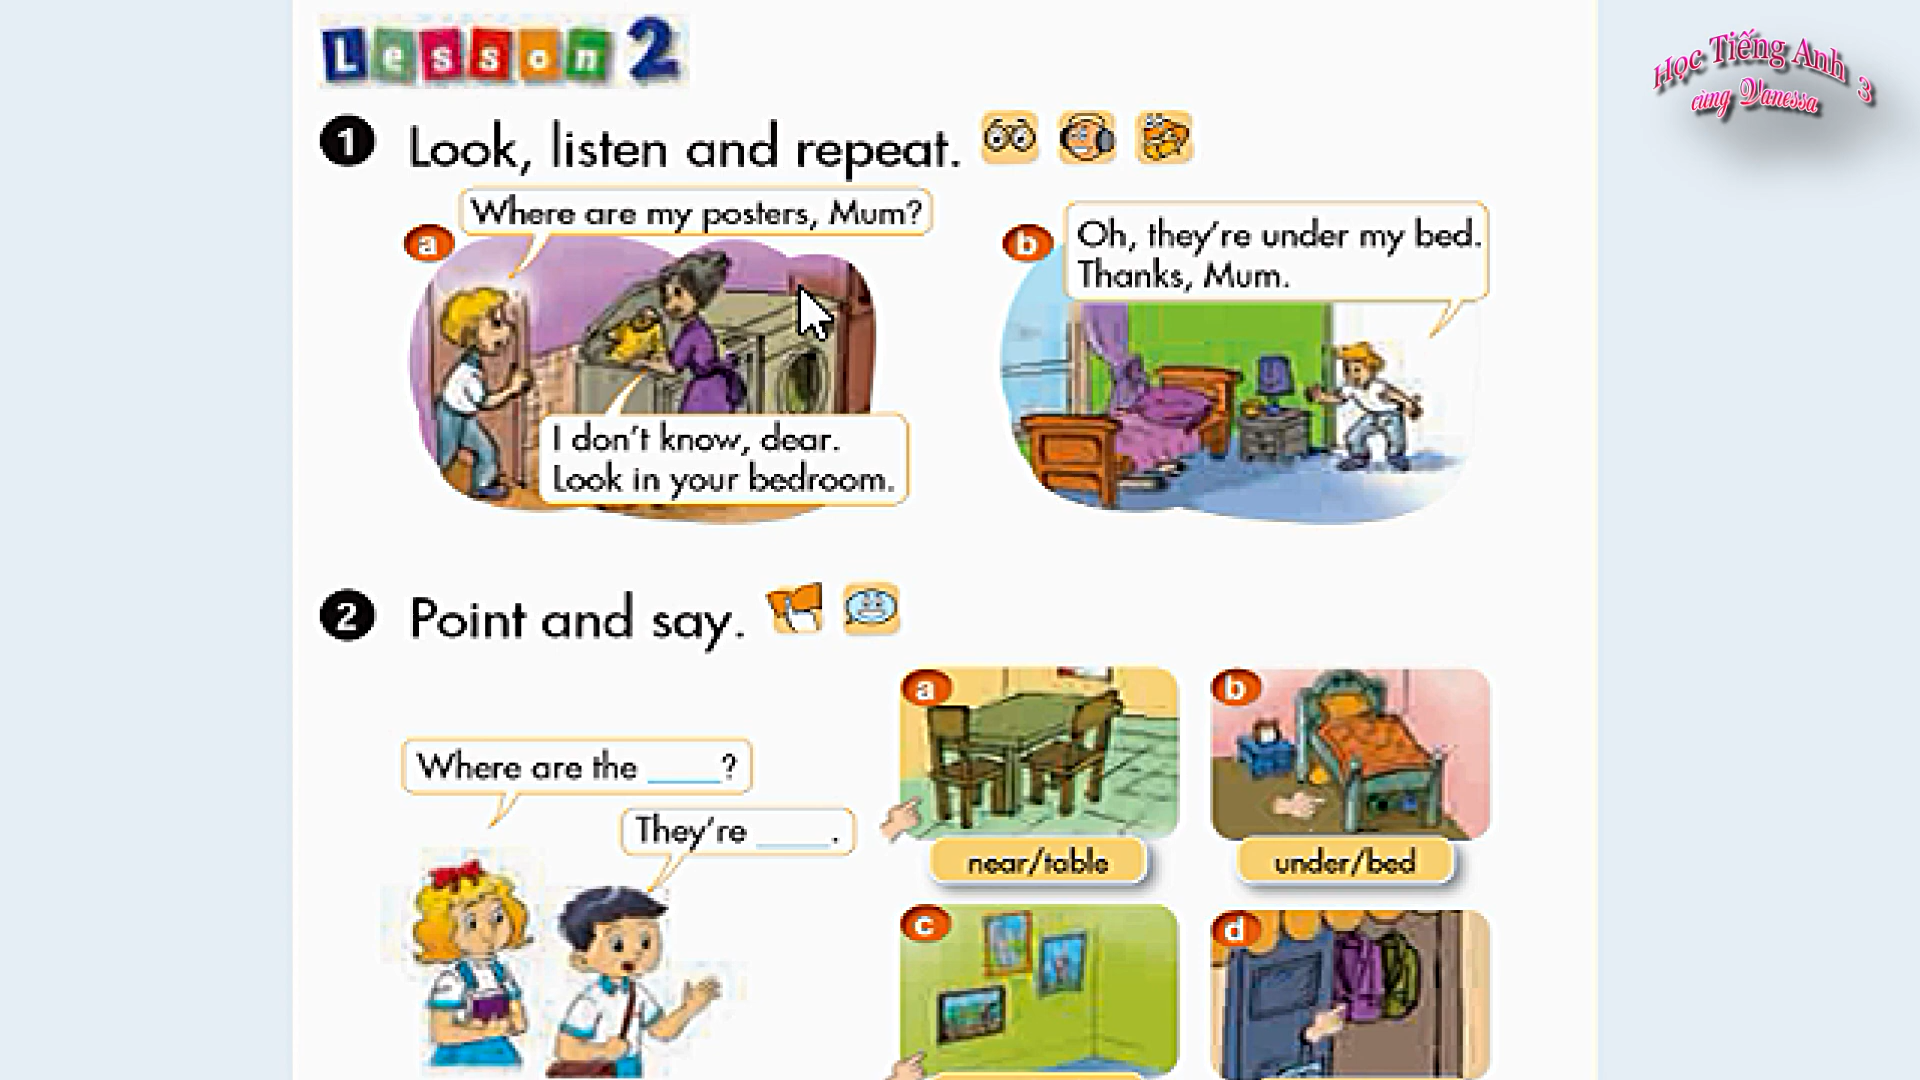 Lesson 2
Học Tiếng Anh 3
cùng Vanessa
1 Look, listen and repeat.
a
Where are my posters, Mum?
I don't know, dear.
Look in your bedroom.
b
Oh, they're under my bed.
Thanks, Mum.
2 Point and say.
Where are the ____?
They're ____.
a
near/table
b
under/bed
c
d